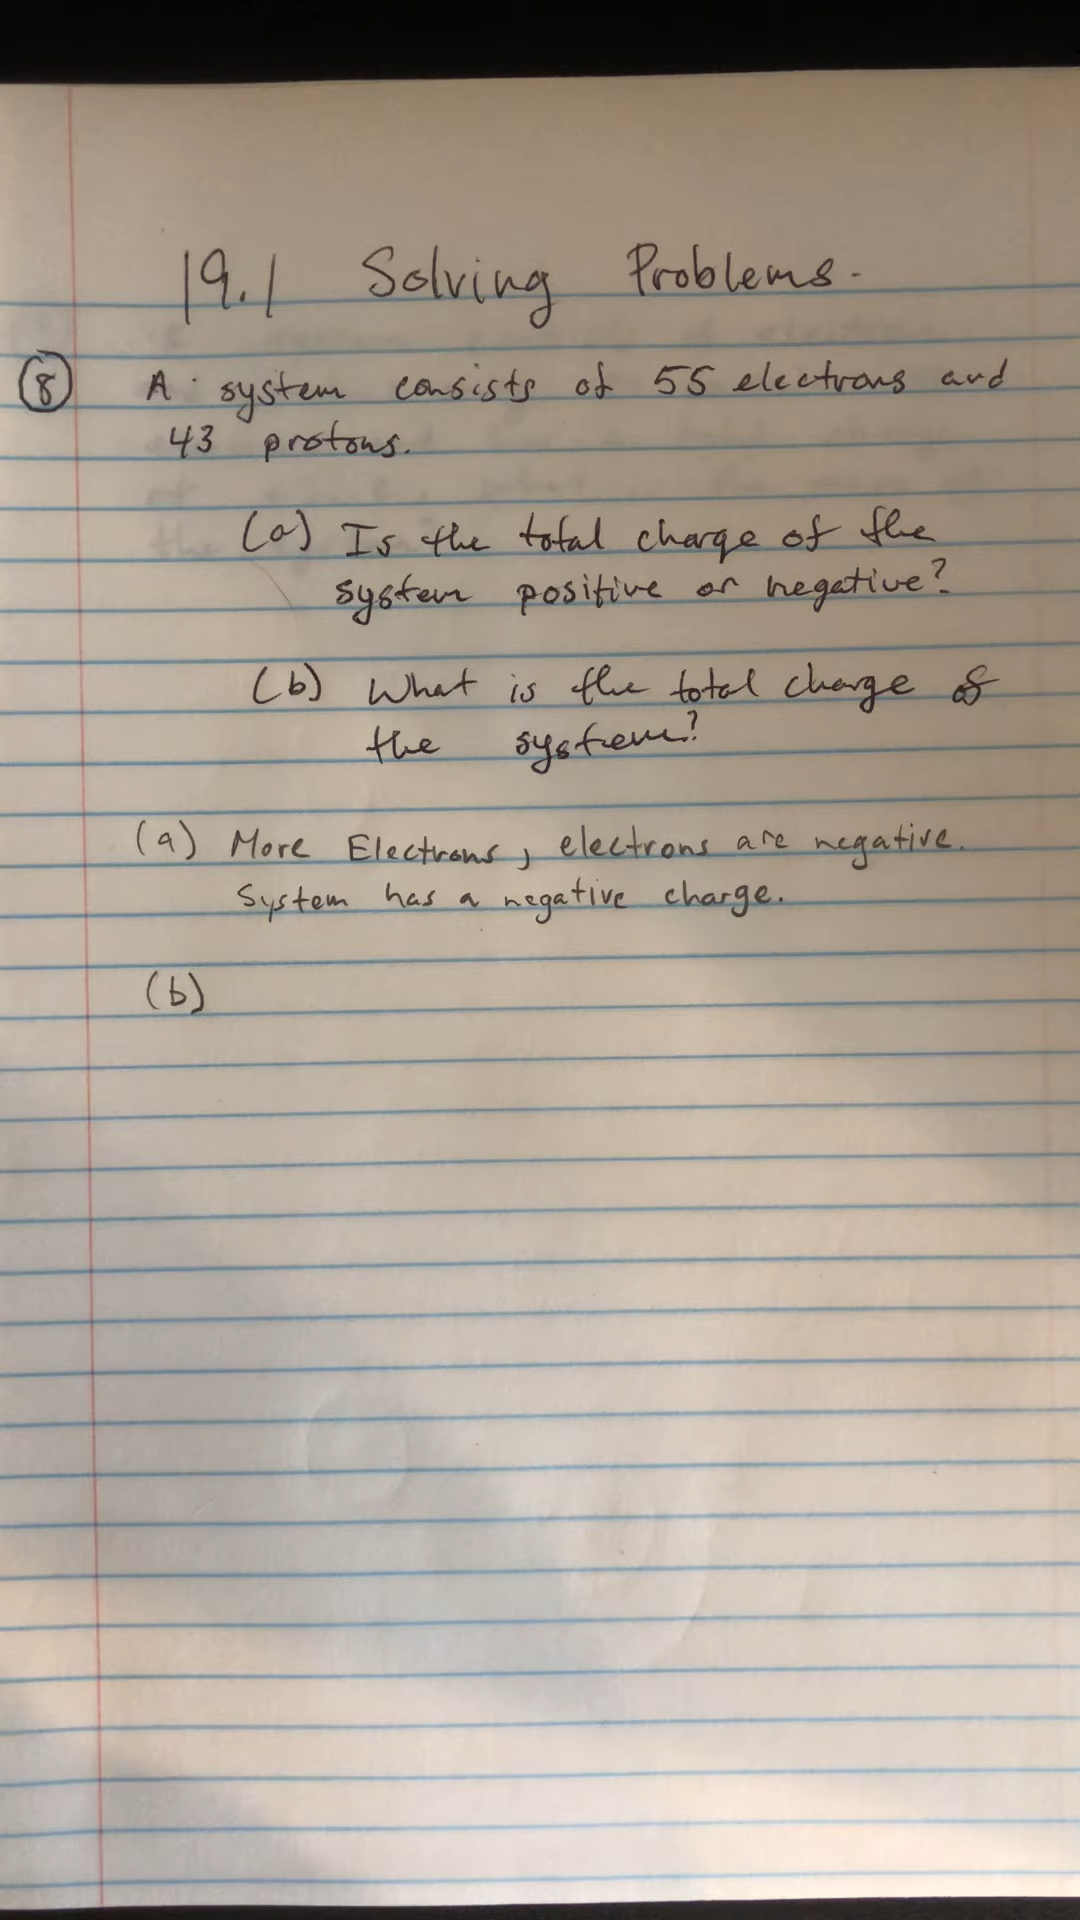 19.1 Solving Problems.
⑧ A system consists of 55 electrons and
43 protons.
(a) Is the total charge of the
system positive or negative?
(b) What is the total charge of
the system?
(a) More Electrons, electrons are negative.
System has a negative charge.
(b)